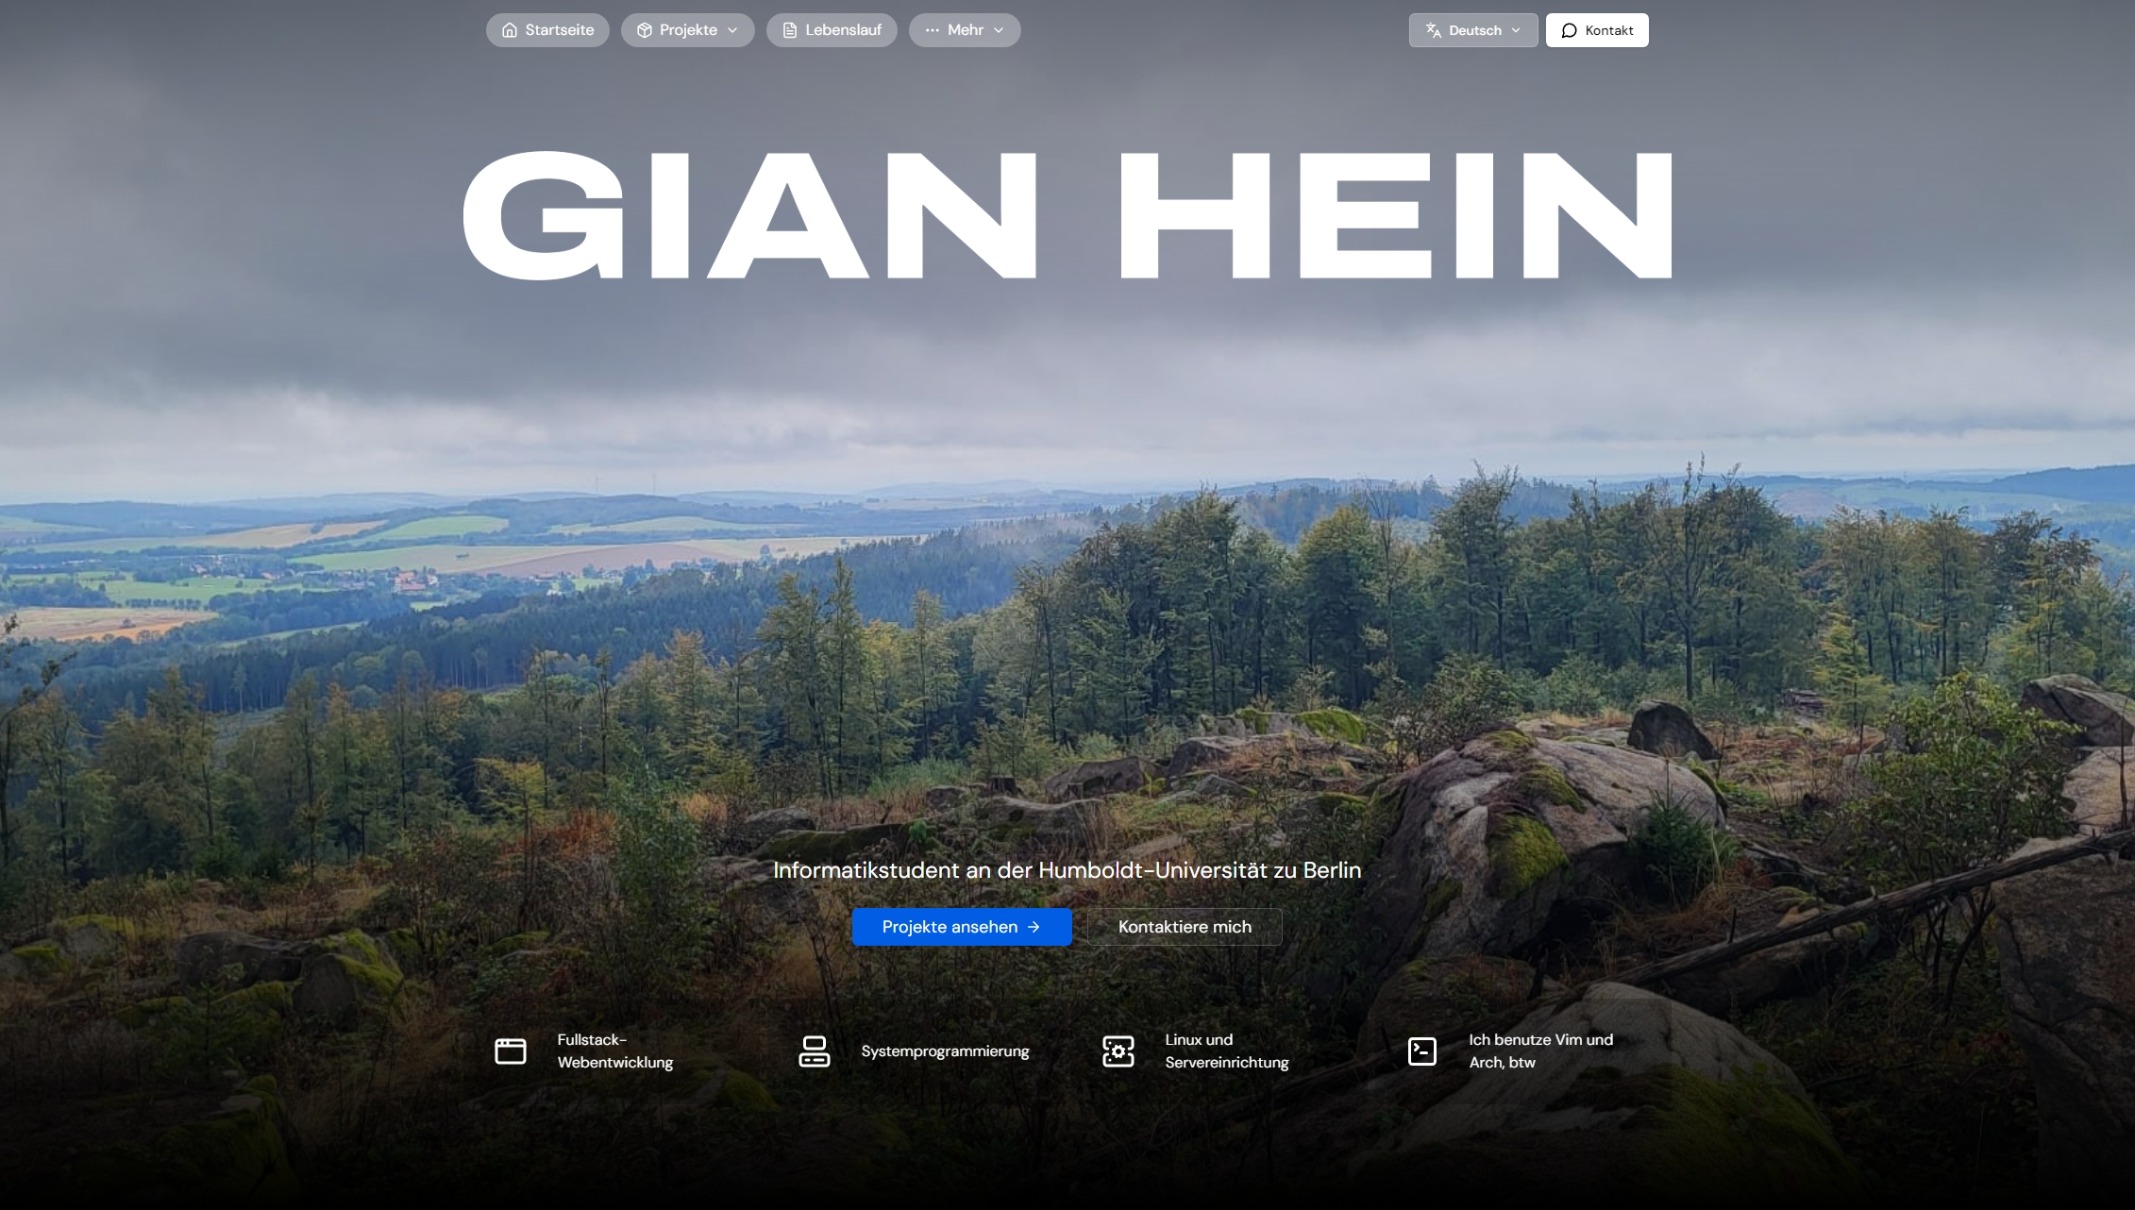 Startseite
Projekte
Lebenslauf
Mehr
Deutsch
Kontakt
GIAN HEIN
Informatikstudent an der Humboldt-Universität zu Berlin
Projekte ansehen →
Kontaktiere mich
Fullstack-
Webentwicklung
Systemprogrammierung
Linux und
Servereinrichtung
Ich benutze Vim und
Arch, btw